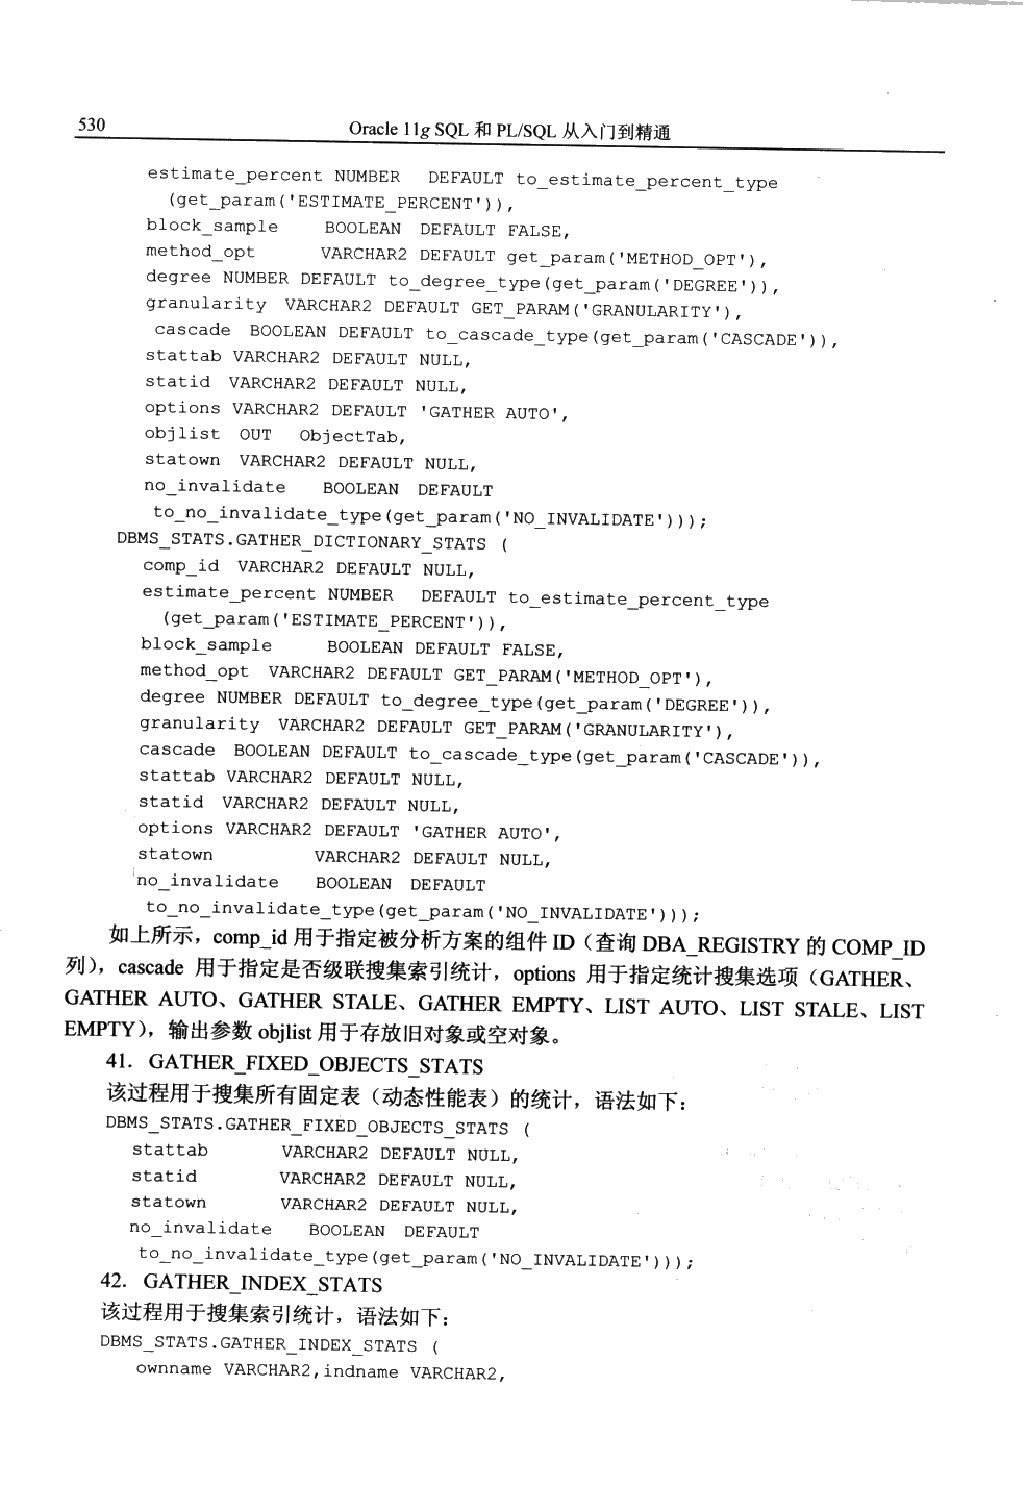 530
Oracle 11g SQL 和 PL/SQL 从入门到精通
estimate_percent NUMBER DEFAULT to_estimate_percent_type
(get_param('ESTIMATE_PERCENT')),
block_sample BOOLEAN DEFAULT FALSE,
method_opt VARCHAR2 DEFAULT get_param('METHOD_OPT'),
degree NUMBER DEFAULT to_degree_type(get_param('DEGREE')),
granularity VARCHAR2 DEFAULT GET_PARAM('GRANULARITY'),
cascade BOOLEAN DEFAULT to_cascade_type(get_param('CASCADE')),
stattab VARCHAR2 DEFAULT NULL,
statid VARCHAR2 DEFAULT NULL,
options VARCHAR2 DEFAULT 'GATHER AUTO',
objlist OUT ObjectTab,
statown VARCHAR2 DEFAULT NULL,
no_invalidate BOOLEAN DEFAULT
to_no_invalidate_type(get_param('NO_INVALIDATE')));
DBMS_STATS.GATHER_DICTIONARY_STATS (
comp_id VARCHAR2 DEFAULT NULL,
estimate_percent NUMBER DEFAULT to_estimate_percent_type
(get_param('ESTIMATE_PERCENT')),
block_sample BOOLEAN DEFAULT FALSE,
method_opt VARCHAR2 DEFAULT GET_PARAM('METHOD_OPT'),
degree NUMBER DEFAULT to_degree_type(get_param('DEGREE')),
granularity VARCHAR2 DEFAULT GET_PARAM('GRANULARITY'),
cascade BOOLEAN DEFAULT to_cascade_type(get_param('CASCADE')),
stattab VARCHAR2 DEFAULT NULL,
statid VARCHAR2 DEFAULT NULL,
options VARCHAR2 DEFAULT 'GATHER AUTO',
statown VARCHAR2 DEFAULT NULL,
no_invalidate BOOLEAN DEFAULT
to_no_invalidate_type(get_param('NO_INVALIDATE')));
如上所示，comp_id 用于指定被分析方案的组件 ID（查询 DBA_REGISTRY 的 COMP_ID
列），cascade 用于指定是否级联搜集索引统计，options 用于指定统计搜集选项（GATHER、
GATHER AUTO、GATHER STALE、GATHER EMPTY、LIST AUTO、LIST STALE、LIST
EMPTY），输出参数 objlist 用于存放旧对象或空对象。
41. GATHER_FIXED_OBJECTS_STATS
该过程用于搜集所有固定表（动态性能表）的统计，语法如下：
DBMS_STATS.GATHER_FIXED_OBJECTS_STATS (
stattab VARCHAR2 DEFAULT NULL,
statid VARCHAR2 DEFAULT NULL,
statown VARCHAR2 DEFAULT NULL,
no_invalidate BOOLEAN DEFAULT
to_no_invalidate_type(get_param('NO_INVALIDATE')));
42. GATHER_INDEX_STATS
该过程用于搜集索引统计，语法如下：
DBMS_STATS.GATHER_INDEX_STATS (
ownname VARCHAR2,indname VARCHAR2,